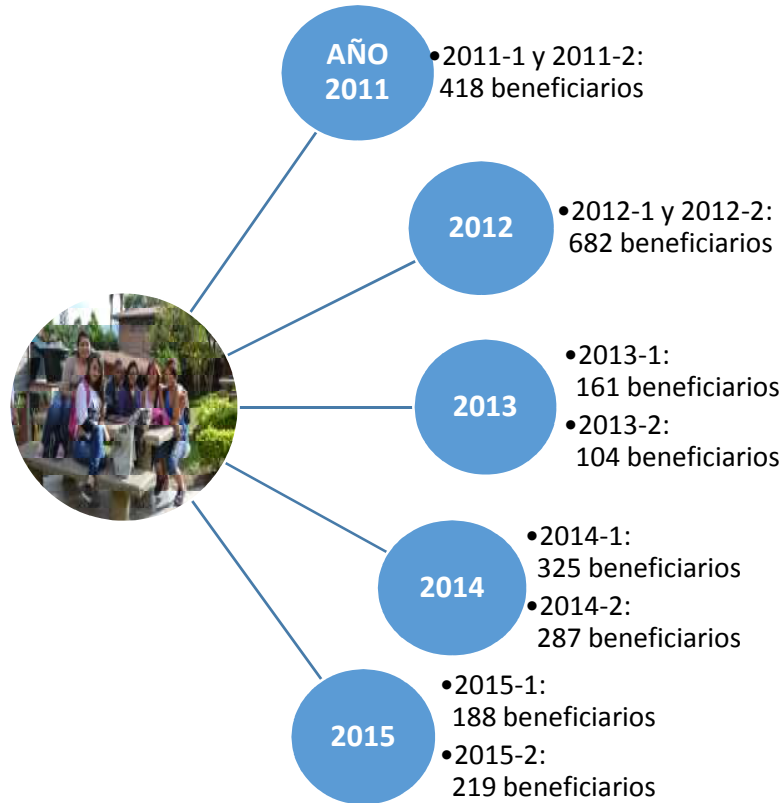 AÑO
2011
•2011-1 y 2011-2:
418 beneficiarios
2012
•2012-1 y 2012-2:
682 beneficiarios
2013
•2013-1:
161 beneficiarios
•2013-2:
104 beneficiarios
2014
•2014-1:
325 beneficiarios
•2014-2:
287 beneficiarios
2015
•2015-1:
188 beneficiarios
•2015-2:
219 beneficiarios